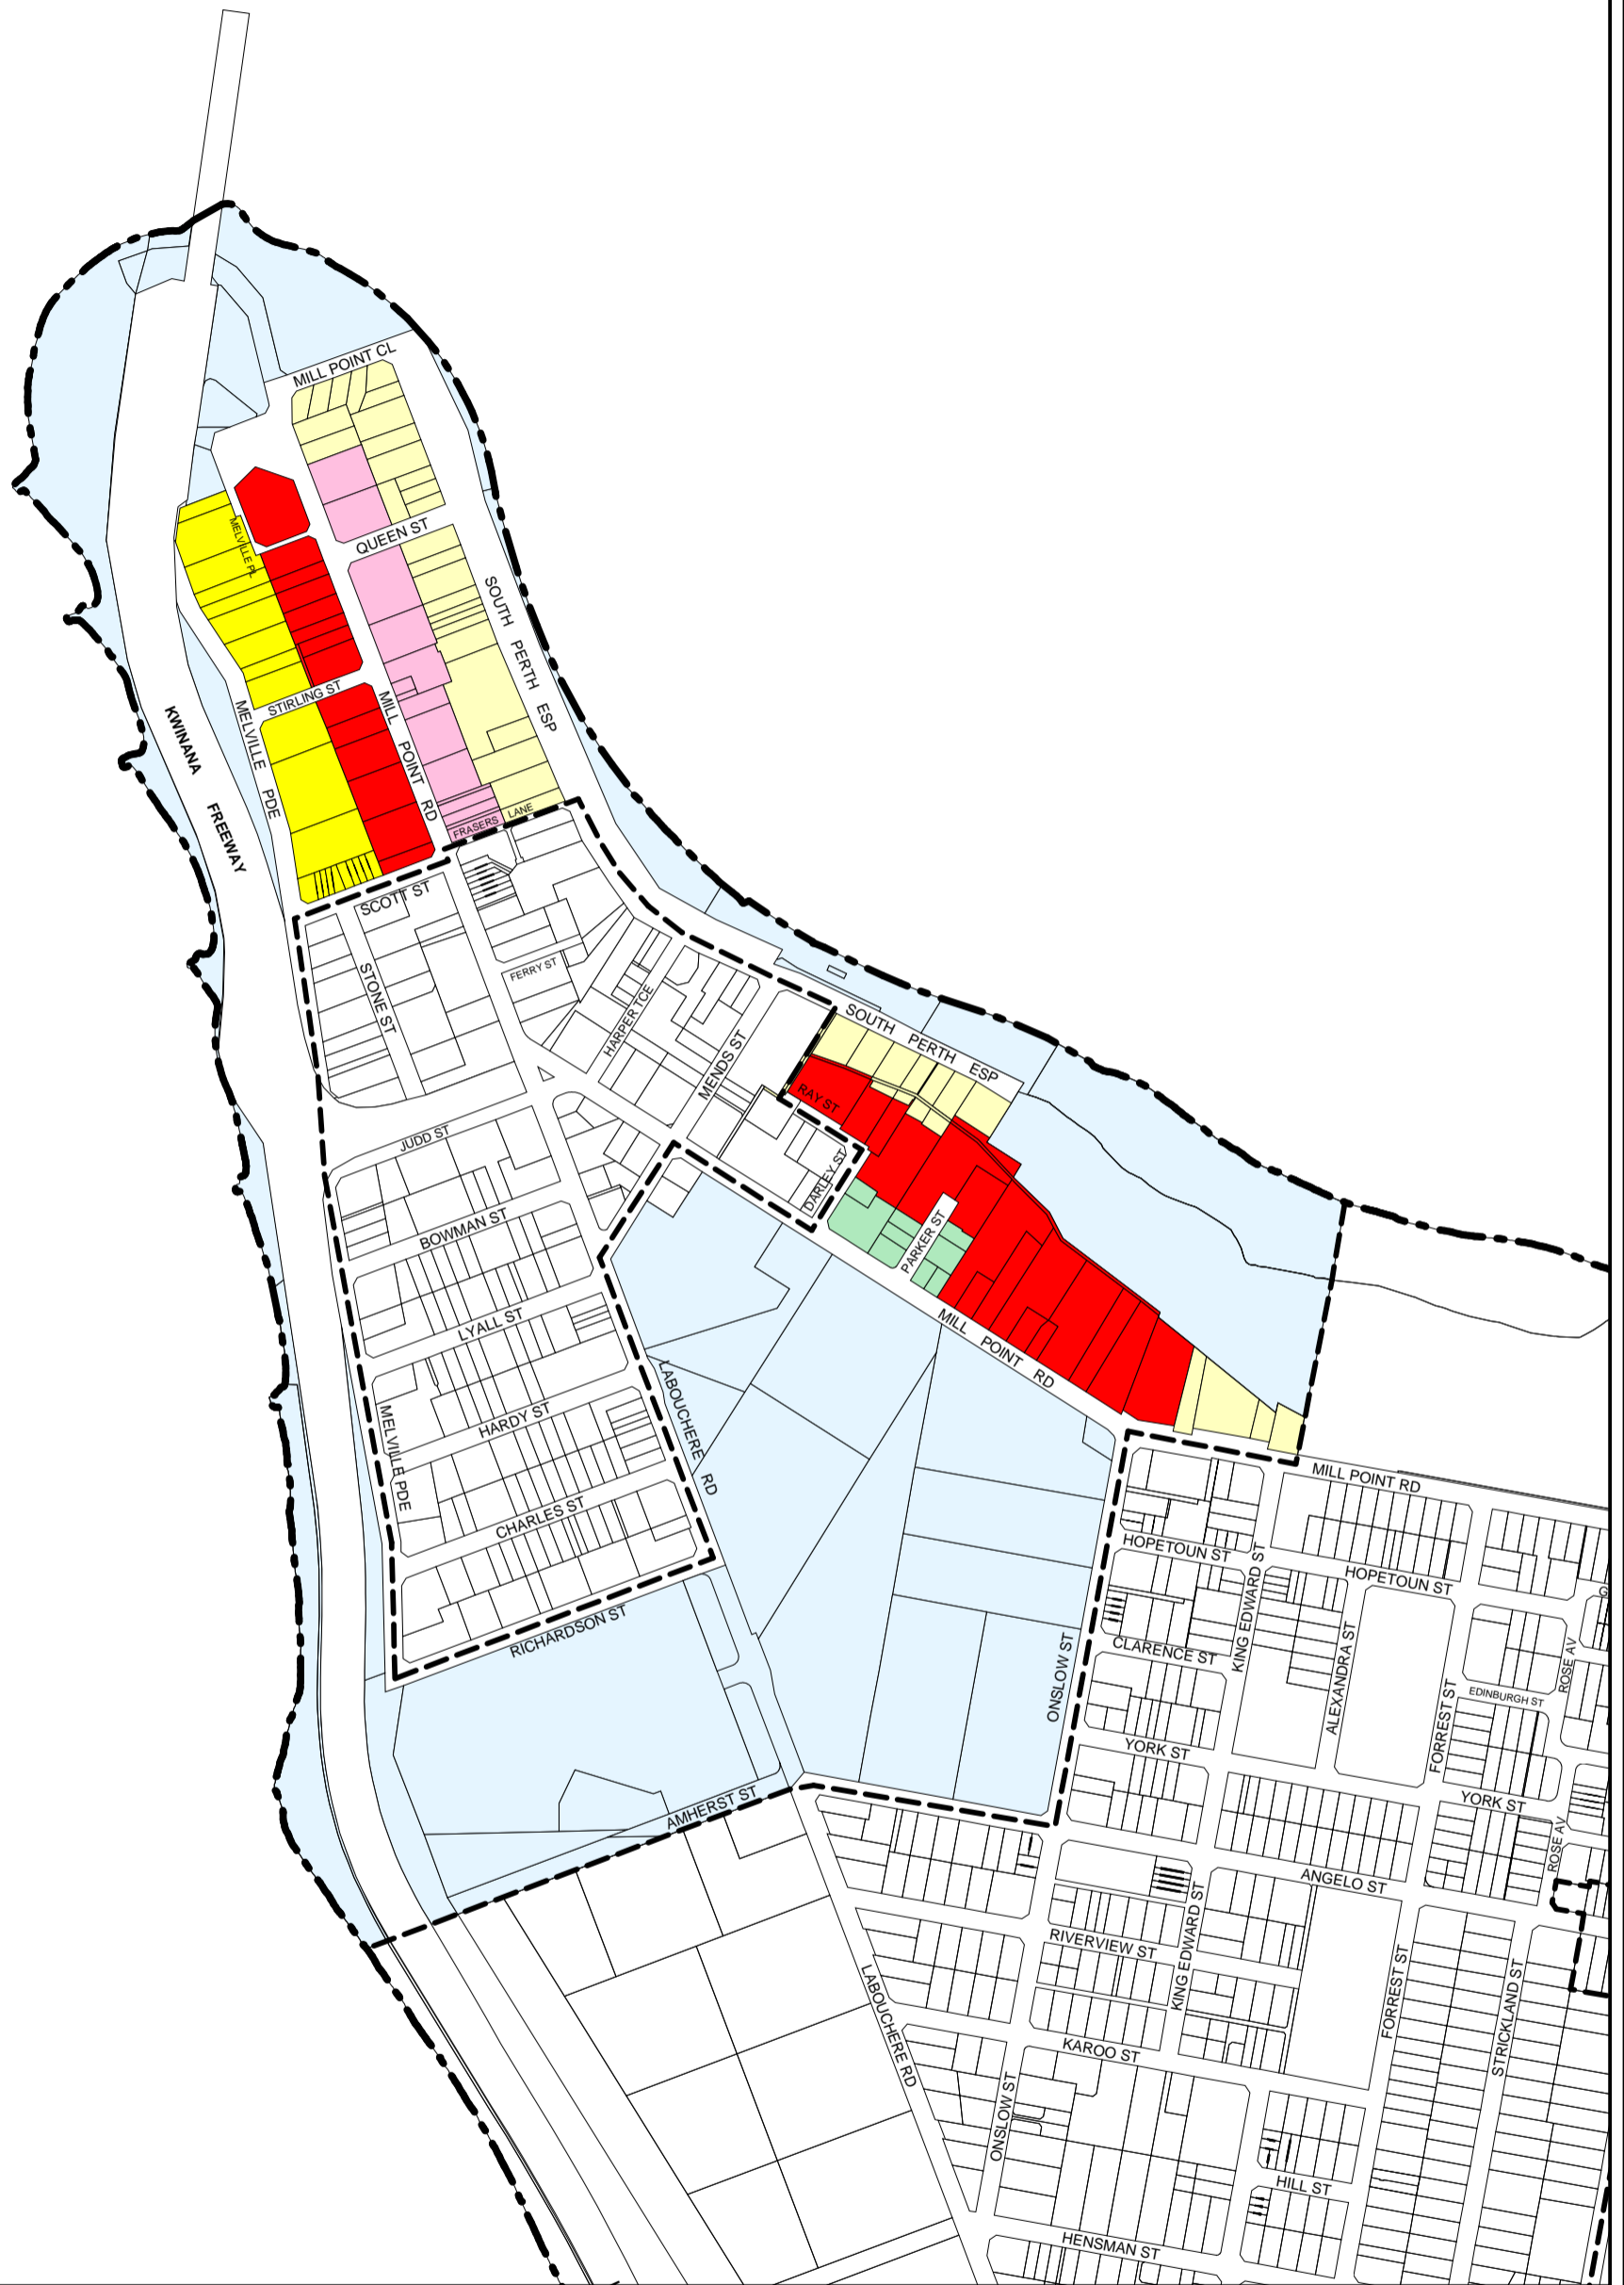 MILL POINT CL
MELVILLE PL
QUEEN ST
SOUTH PERTH ESP
STIRLING ST
MILL POINT RD
MELVILLE PDE
KWINANA FREEWAY
FRASERS LANE
SCOTT ST
STONE ST
FERRY ST
HARPER TCE
MENDS ST
SOUTH PERTH ESP
RAY ST
DARLEY ST
PARKER ST
JUDD ST
BOWMAN ST
LYALL ST
HARDY ST
MELVILLE PDE
CHARLES ST
LABOUCHERE RD
RICHARDSON ST
MILL POINT RD
MILL POINT RD
HOPETOUN ST
HOPETOUN ST
G
KING EDWARD ST
CLARENCE ST
ALEXANDRA ST
ROSE AV
EDINBURGH ST
FORREST ST
ONSLOW ST
YORK ST
YORK ST
ROSE AV
AMHERST ST
ANGELO ST
RIVERVIEW ST
KING EDWARD ST
FORREST ST
STRICKLAND ST
LABOUCHERE RD
KAROO ST
ONSLOW ST
HILL ST
HENSMAN ST